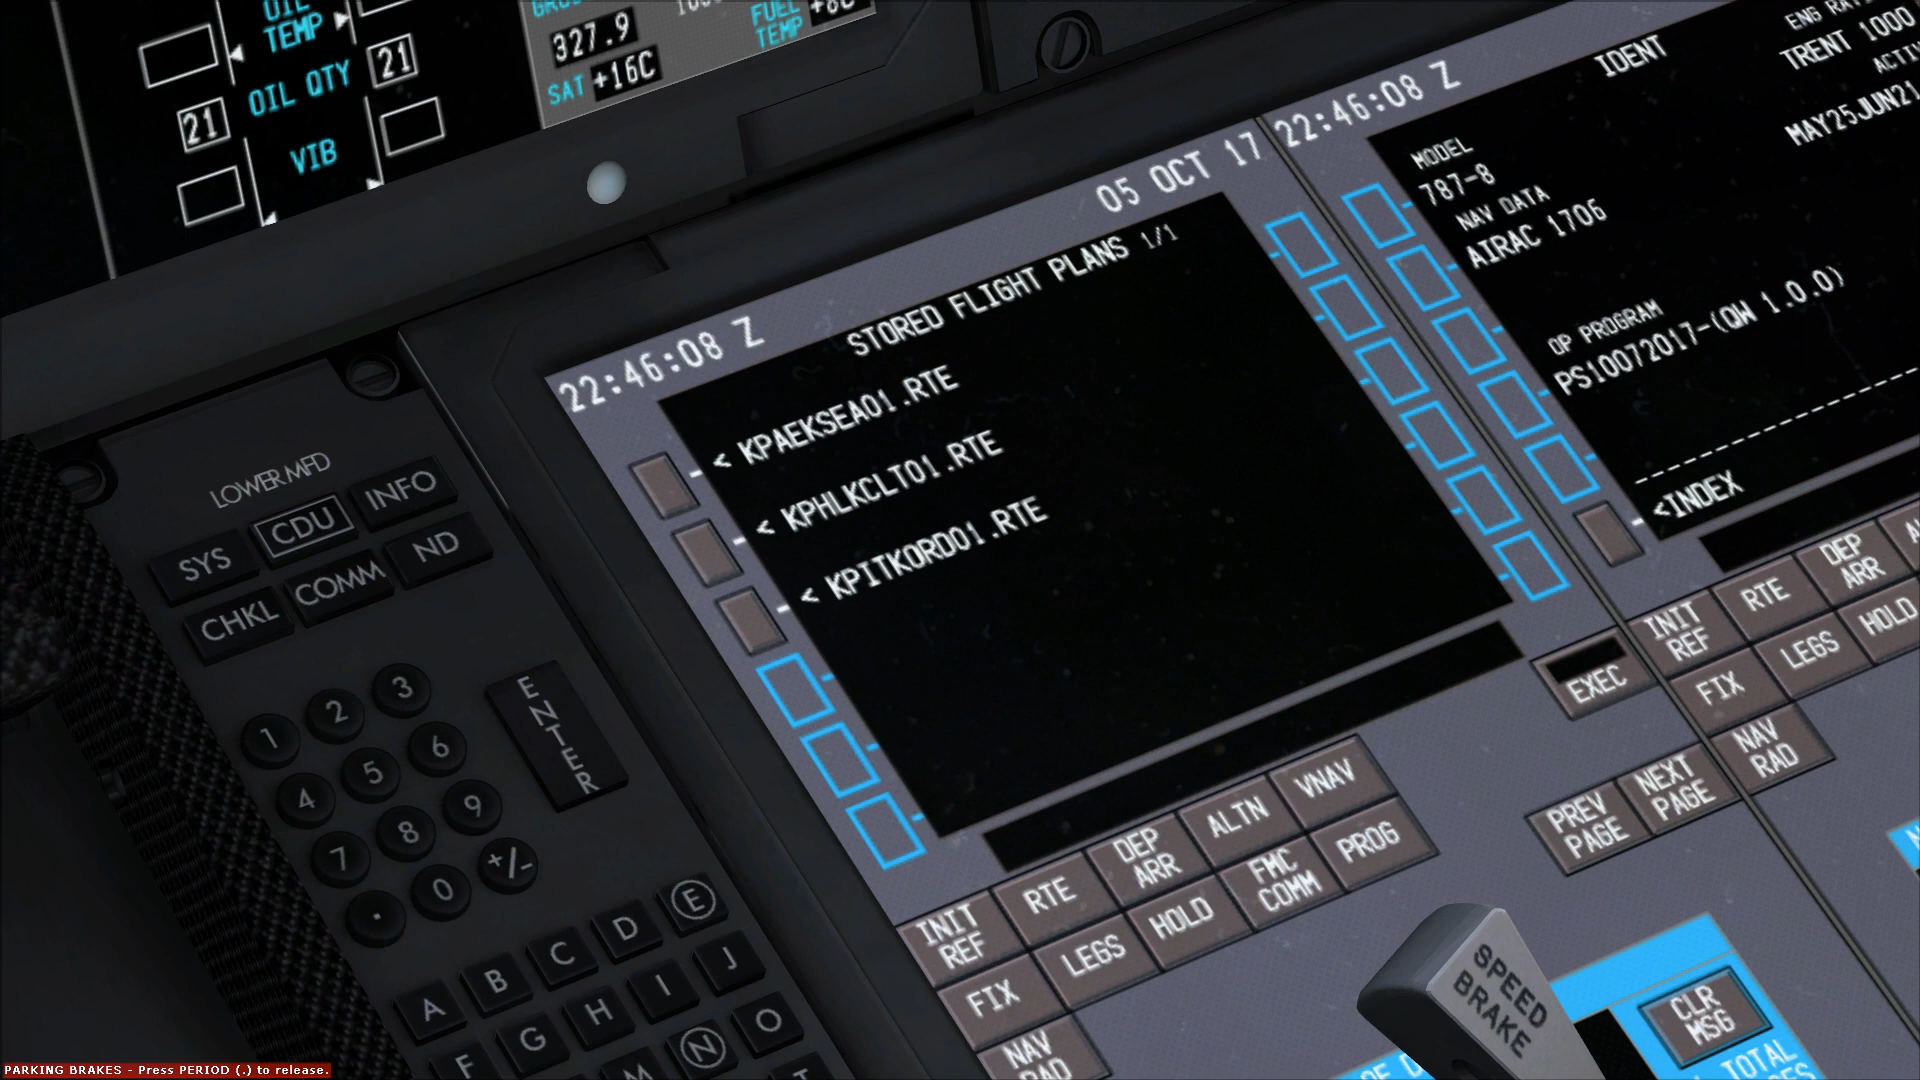 OIL
TEMP
OIL QTY
21
21
VIB
327.9
SAT +16C
FUEL
TEMP
+8C
22:46:08 Z
05 OCT 17
STORED FLIGHT PLANS 1/1
< KPAEKSEA01.RTE
< KPHLKCLT01.RTE
< KPITKORD01.RTE
22:46:08 Z
IDENT
MODEL
787-8
NAV DATA
AIRAC 1706
TRENT 1000
MAY25JUN21
OP PROGRAM
PS10072017-(QW 1.0.0)
<INDEX
LOWER MFD
SYS
CDU
INFO
CHKL
COMM
ND
1
2
3
4
5
6
7
8
9
.
0
+/-
ENTER
A
B
C
D
E
F
G
H
I
J
M
N
O
INIT
REF
RTE
DEP
ARR
ALTN
VNAV
FIX
LEGS
HOLD
FMC
COMM
PROG
NAV
RAD
EXEC
PREV
PAGE
NEXT
PAGE
INIT
REF
RTE
DEP
ARR
FIX
LEGS
HOLD
NAV
RAD
SPEED
BRAKE
CLR
MSG
TOTAL
PARKING BRAKES - Press PERIOD (.) to release.